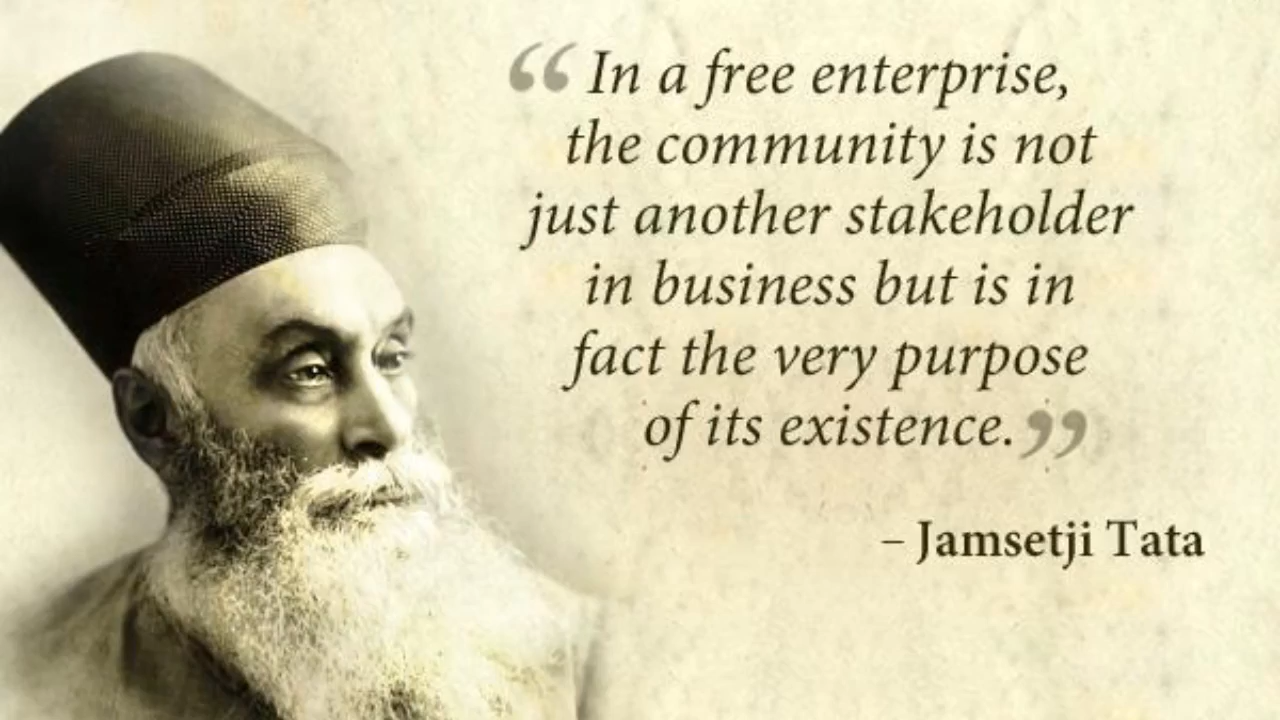 “In a free enterprise,
the community is not
just another stakeholder
in business but is in
fact the very purpose
of its existence.”
– Jamsetji Tata